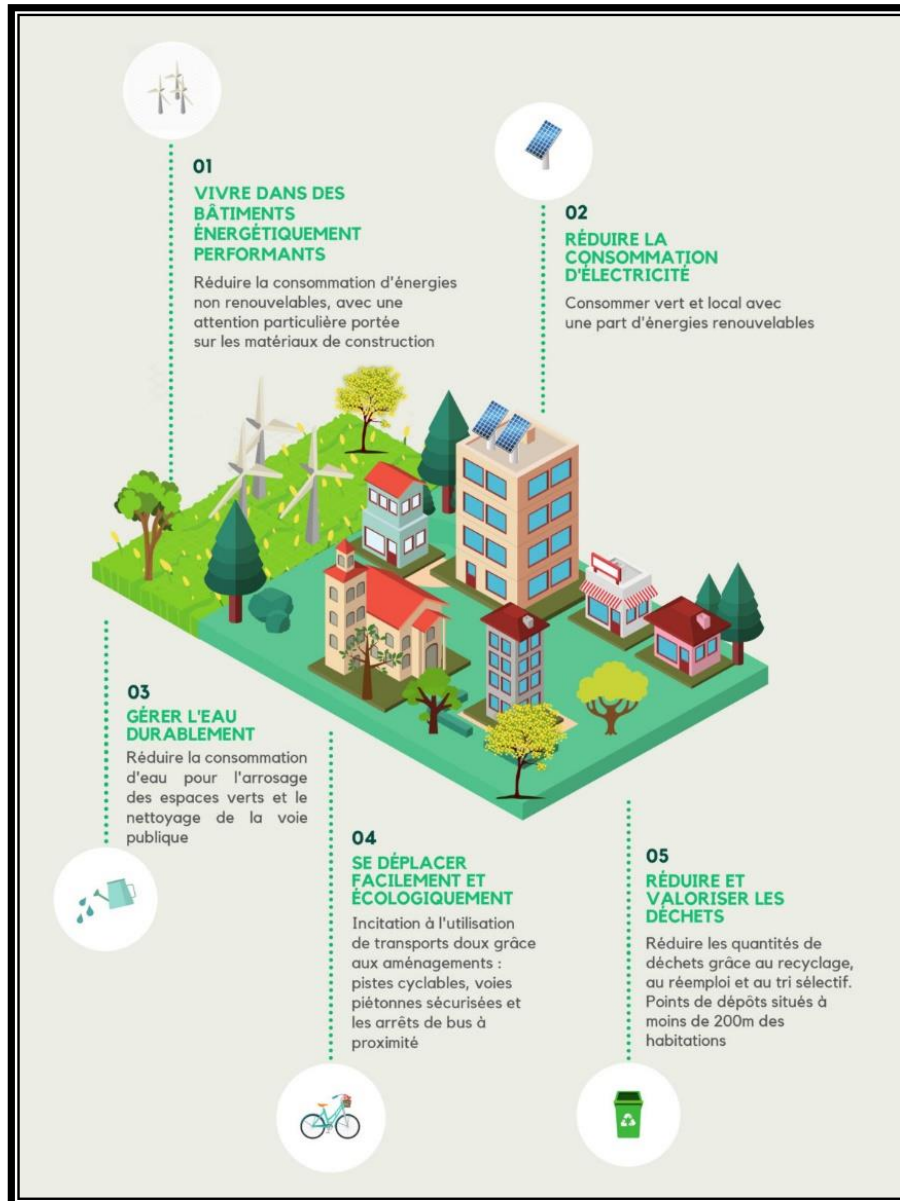 01
VIVRE DANS DES
BÂTIMENTS
ÉNERGÉTIQUEMENT
PERFORMANTS
Réduire la consommation d'énergies
non renouvelables, avec une
attention particulière portée
sur les matériaux de construction
02
RÉDUIRE LA
CONSOMMATION
D'ÉLECTRICITÉ
Consommer vert et local avec
une part d'énergies renouvelables
03
GÉRER L'EAU
DURABLEMENT
Réduire la consommation
d'eau pour l'arrosage
des espaces verts et le
nettoyage de la voie
publique
04
SE DÉPLACER
FACILEMENT ET
ÉCOLOGIQUEMENT
Incitation à l'utilisation
de transports doux grâce
aux aménagements :
pistes cyclables, voies
piétonnes sécurisées et
les arrêts de bus à
proximité
05
RÉDUIRE ET
VALORISER LES
DÉCHETS
Réduire les quantités de
déchets grâce au recyclage,
au réemploi et au tri sélectif.
Points de dépôts situés à
moins de 200m des
habitations